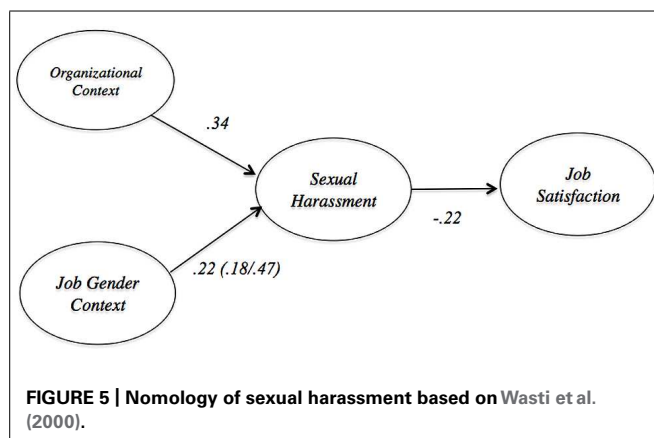 Organizational
Context
.34
Sexual
Harassment
Job
Satisfaction
-.22
.22 (.18/.47)
Job Gender
Context
FIGURE 5 | Nomology of sexual harassment based on Wasti et al.
(2000).